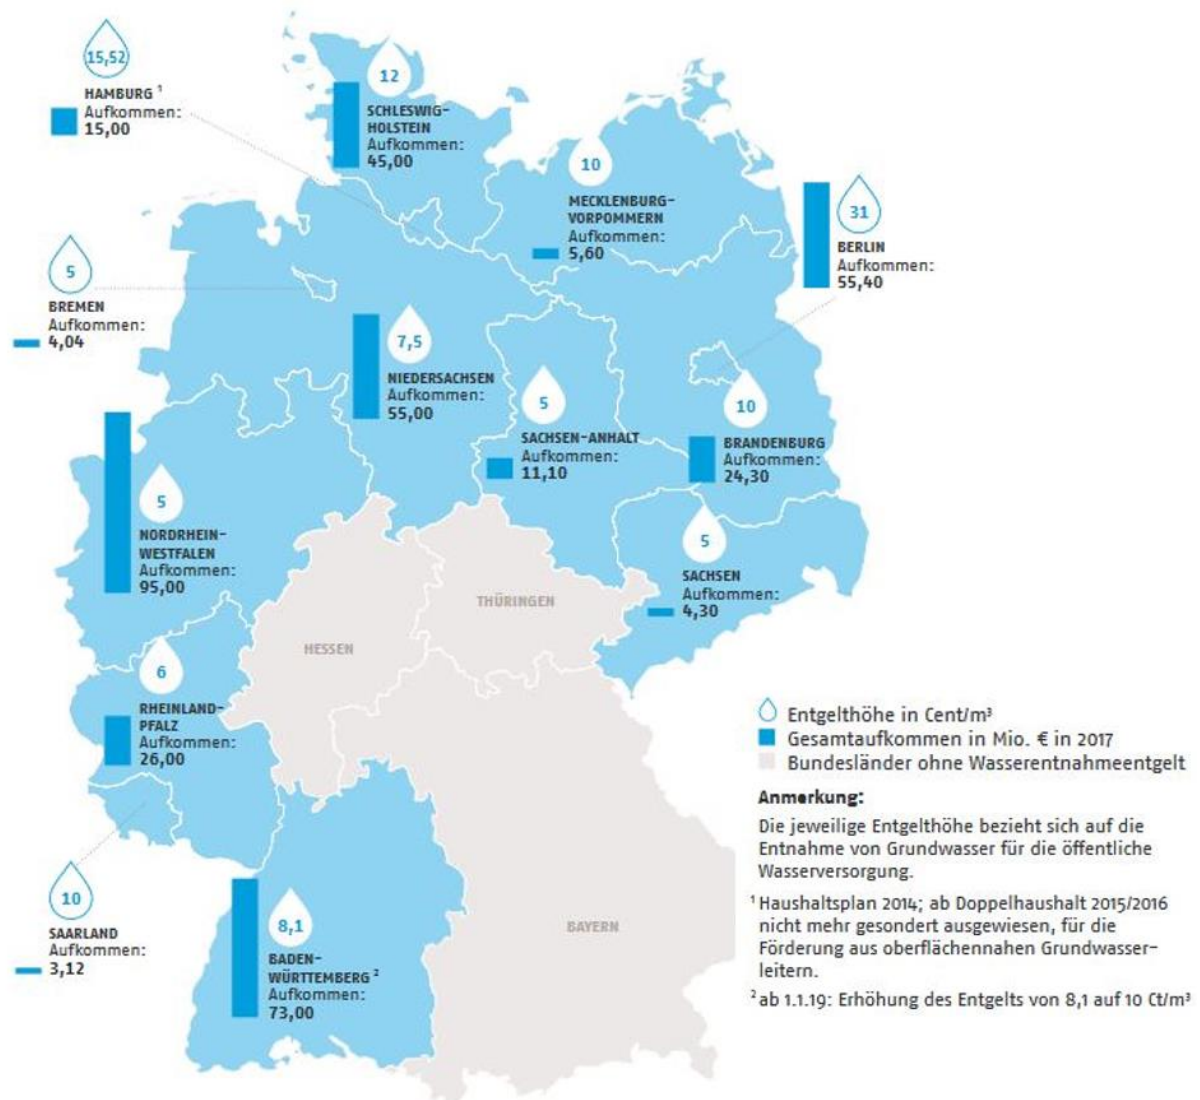 15,52
HAMBURG ¹
Aufkommen:
15,00
12
SCHLESWIG-
HOLSTEIN
Aufkommen:
45,00
10
MECKLENBURG-
VORPOMMERN
Aufkommen:
5,60
31
BERLIN
Aufkommen:
55,40
5
BREMEN
Aufkommen:
4,04
7,5
NIEDERSACHSEN
Aufkommen:
55,00
5
SACHSEN-ANHALT
Aufkommen:
11,10
10
BRANDENBURG
Aufkommen:
24,30
5
NORDRHEIN-
WESTFALEN
Aufkommen:
95,00
5
SACHSEN
Aufkommen:
4,30
THÜRINGEN
HESSEN
6
RHEINLAND-
PFALZ
Aufkommen:
26,00
10
SAARLAND
Aufkommen:
3,12
8,1
BADEN-
WÜRTTEMBERG ²
Aufkommen:
73,00
BAYERN
Entgelthöhe in Cent/m³
Gesamtaufkommen in Mio. € in 2017
Bundesländer ohne Wasserentnahmeentgelt
Anmerkung:
Die jeweilige Entgelthöhe bezieht sich auf die
Entnahme von Grundwasser für die öffentliche
Wasserversorgung.
¹ Haushaltsplan 2014; ab Doppelhaushalt 2015/2016
nicht mehr gesondert ausgewiesen, für die
Förderung aus oberflächennahen Grundwasser-
leitern.
² ab 1.1.19: Erhöhung des Entgelts von 8,1 auf 10 Ct/m³